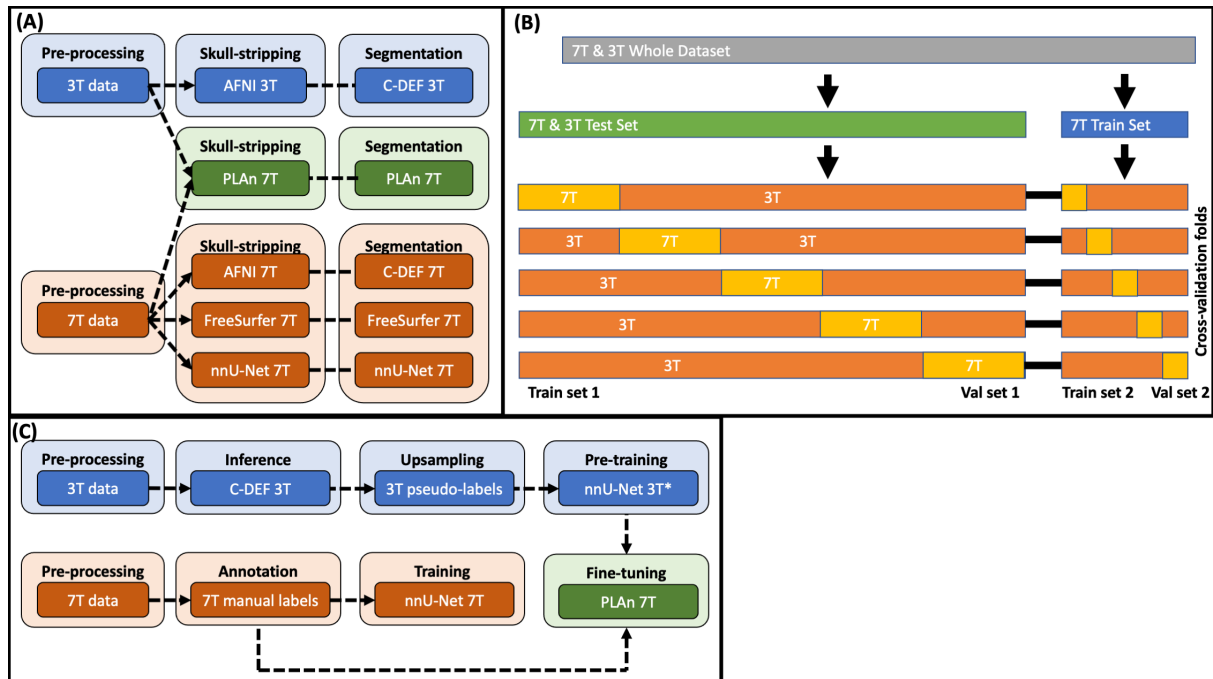 (A)
Pre-processing
Skull-stripping
Segmentation
3T data
AFNI 3T
C-DEF 3T
Skull-stripping
Segmentation
PLAn 7T
PLAn 7T
Skull-stripping
Segmentation
Pre-processing
7T data
AFNI 7T
C-DEF 7T
FreeSurfer 7T
FreeSurfer 7T
nnU-Net 7T
nnU-Net 7T
(B)
7T & 3T Whole Dataset
7T & 3T Test Set
7T Train Set
7T
3T
3T
7T
3T
3T
7T
3T
7T
3T
7T
Train set 1
Val set 1
Train set 2
Val set 2
Cross-validation folds
(C)
Pre-processing
Inference
Upsampling
Pre-training
3T data
C-DEF 3T
3T pseudo-labels
nnU-Net 3T*
Pre-processing
Annotation
Training
Fine-tuning
7T data
7T manual labels
nnU-Net 7T
PLAn 7T